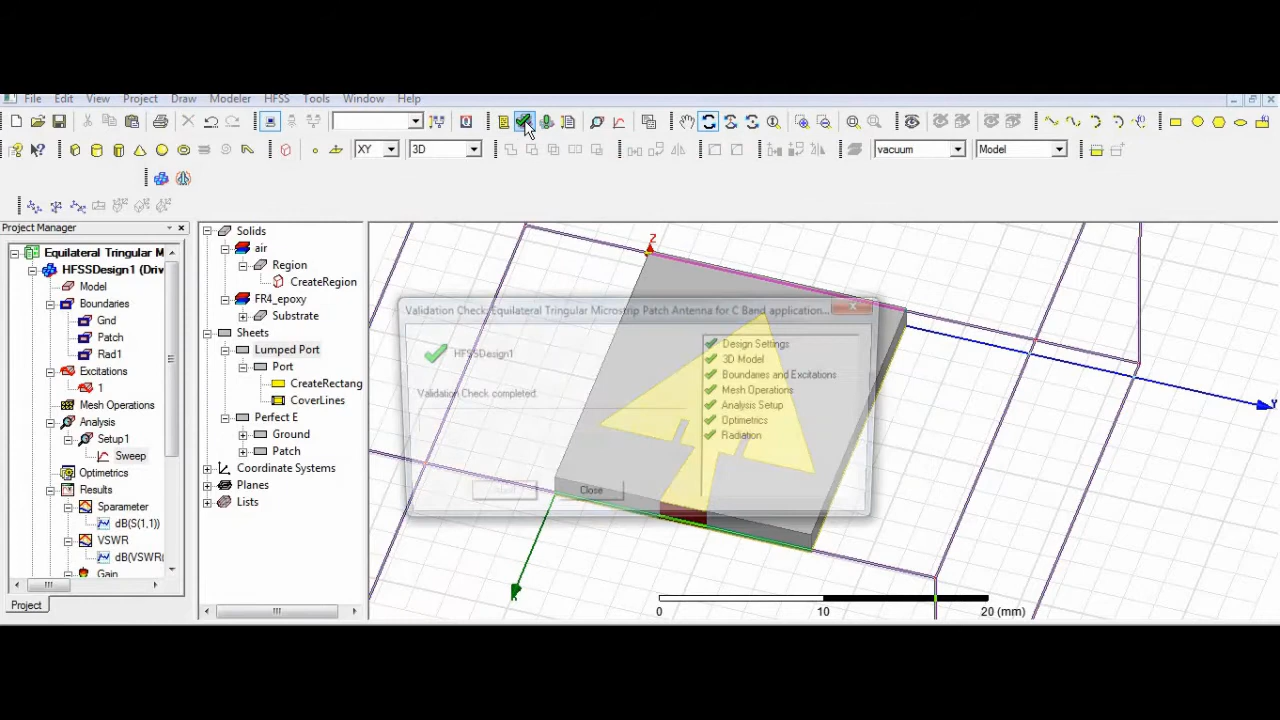 File Edit View Project Draw Modeler HFSS Tools Window Help
XY 3D vacuum Model
Project Manager
Equilateral Tringular M
HFSSDesign1 (Driv
Model
Boundaries
Gnd
Patch
Rad1
Excitations
1
Mesh Operations
Analysis
Setup1
Sweep
Optimetrics
Results
Sparameter
dB(S(1,1))
VSWR
dB(VSWR(
Gain
Project
Solids
air
Region
CreateRegion
FR4_epoxy
Substrate
Sheets
Lumped Port
Port
CreateRectang
CoverLines
Perfect E
Ground
Patch
Coordinate Systems
Planes
Lists
Z
Validation Check: Equilateral Tringular Microstrip Patch Antenna for C Band application...
HFSSDesign1
Validation Check completed.
Design Settings
3D Model
Boundaries and Excitations
Mesh Operations
Analysis Setup
Optimetrics
Radiation
Close
Y
0 10 20 (mm)